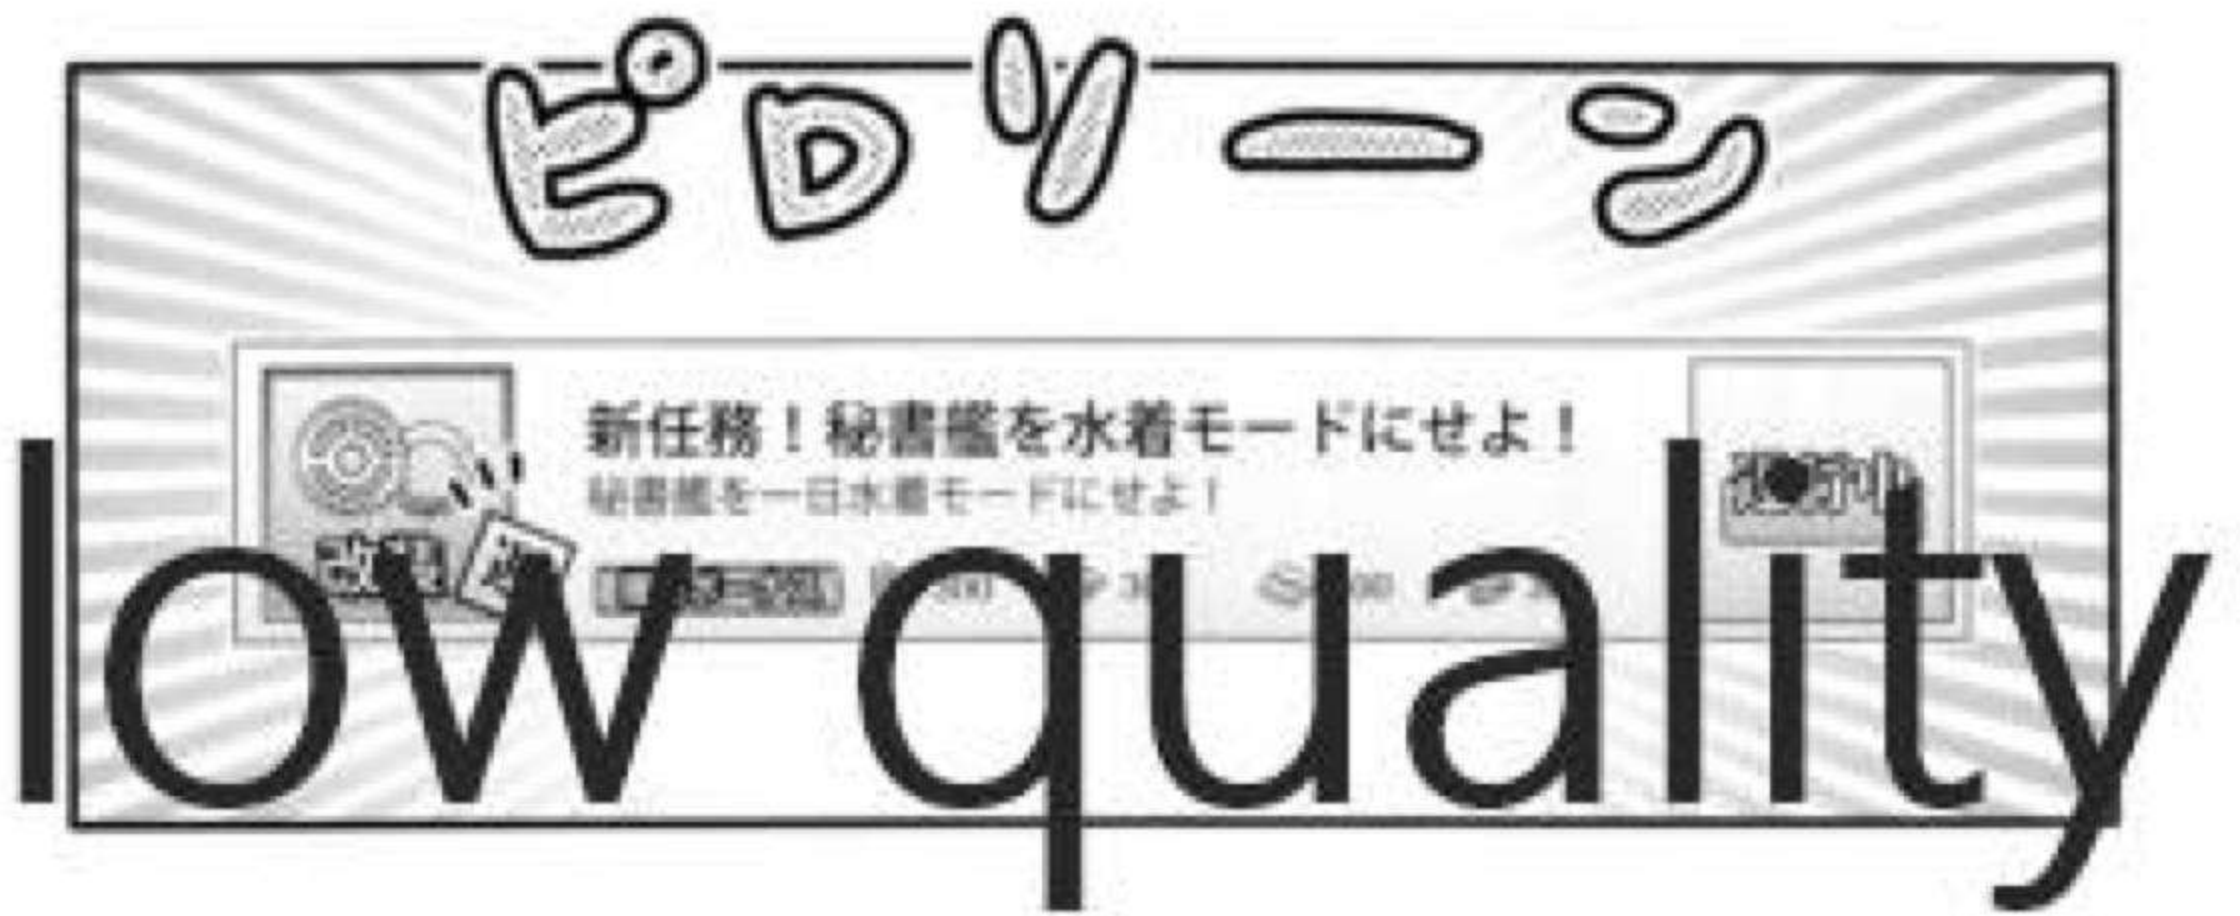 ピロリーン
新任務！秘書艦を水着モードにせよ！
秘書艦を一日水着モードにせよ！
low quality